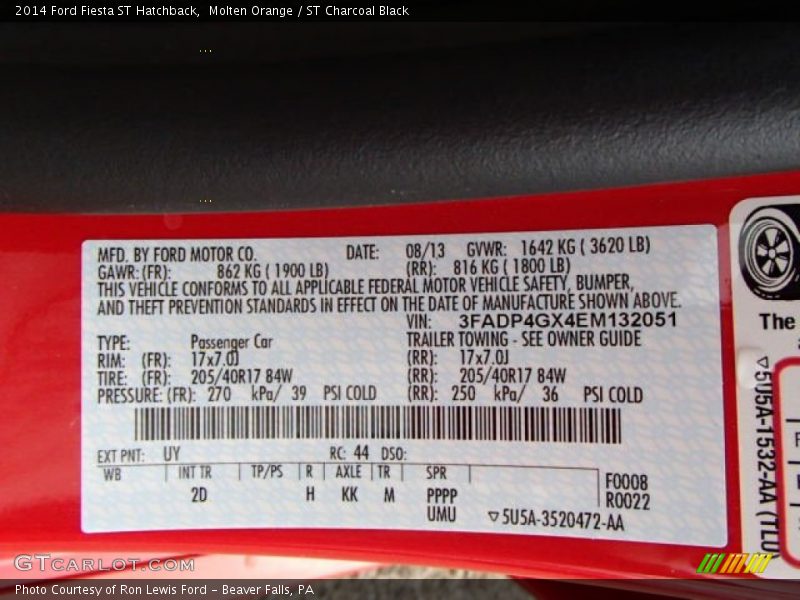 2014 Ford Fiesta ST Hatchback,  Molten Orange / ST Charcoal Black
MFD. BY FORD MOTOR CO. DATE: 08/13 GVWR: 1642 KG ( 3620 LB)
GAWR: (FR): 862 KG ( 1900 LB) (RR): 816 KG ( 1800 LB)
THIS VEHICLE CONFORMS TO ALL APPLICABLE FEDERAL MOTOR VEHICLE SAFETY, BUMPER,
AND THEFT PREVENTION STANDARDS IN EFFECT ON THE DATE OF MANUFACTURE SHOWN ABOVE.
VIN: 3FADP4GX4EM132051
TYPE: Passenger Car TRAILER TOWING - SEE OWNER GUIDE
RIM: (FR): 17x7.0J (RR): 17x7.0J
TIRE: (FR): 205/40R17 84W (RR): 205/40R17 84W
PRESSURE: (FR): 270 kPa/ 39 PSI COLD (RR): 250 kPa/ 36 PSI COLD
EXT PNT: UY RC: 44 DSO:
WB INT TR TP/PS R AXLE TR SPR
2D H KK M PPPP
UMU
F0008
R0022
▽5U5A-3520472-AA
The
▽5U5A-1532-AA (TLU
GTCarLot.com
Photo Courtesy of Ron Lewis Ford - Beaver Falls, PA